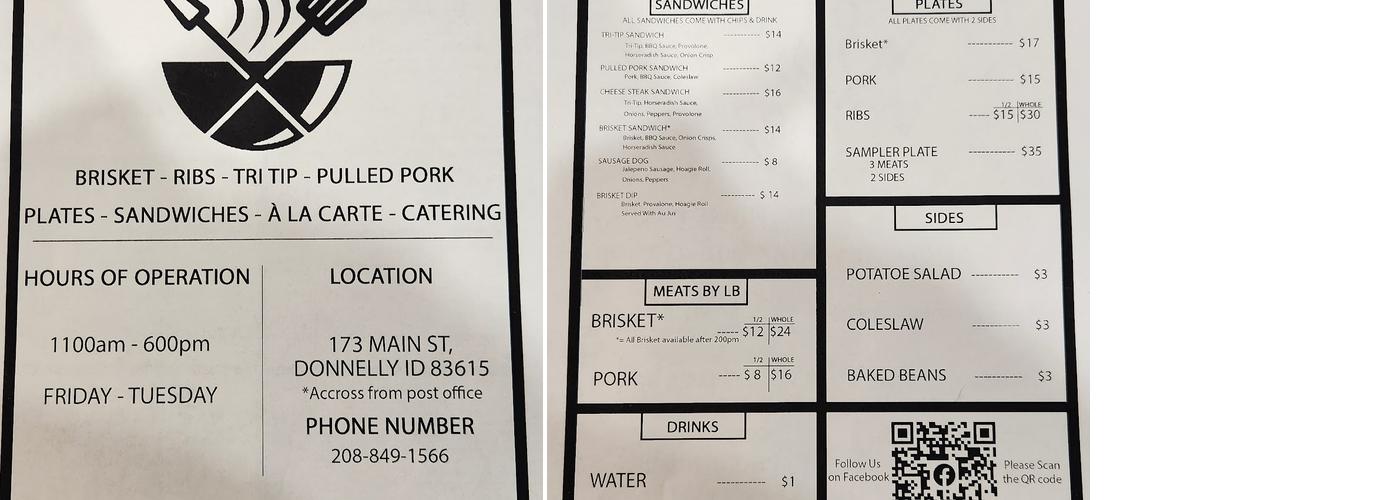 BRISKET - RIBS - TRI TIP - PULLED PORK
PLATES - SANDWICHES - À LA CARTE - CATERING
HOURS OF OPERATION
1100am - 600pm
FRIDAY - TUESDAY
LOCATION
173 MAIN ST,
DONNELLY ID 83615
*Accross from post office
PHONE NUMBER
208-849-1566
SANDWICHES
ALL SANDWICHES COME WITH CHIPS & DRINK
TRI-TIP SANDWICH ---------- $14
Tri-Tip, BBQ Sauce, Provolone,
Horseradish Sauce, Onion Crisp
PULLED PORK SANDWICH ---------- $12
Pork, BBQ Sauce, Coleslaw
CHEESE STEAK SANDWICH ---------- $16
Tri-Tip, Horseradish Sauce,
Onions, Peppers, Provolone
BRISKET SANDWICH* ---------- $14
Brisket, BBQ Sauce, Onion Crisps,
Horseradish Sauce
SAUSAGE DOG ---------- $ 8
Jalepeno Sausage, Hoagie Roll,
Onions, Peppers
BRISKET DIP ---------- $ 14
Brisket, Provalone, Hoagie Roll
Served With Au Jus
MEATS BY LB
1/2 | WHOLE
BRISKET* ----- $12 | $24
*= All Brisket available after 200pm
1/2 | WHOLE
PORK ----- $ 8 | $16
DRINKS
WATER ----------- $1
PLATES
ALL PLATES COME WITH 2 SIDES
Brisket* ----------- $17
PORK ----------- $15
1/2 | WHOLE
RIBS ----- $15 | $30
SAMPLER PLATE ----------- $35
3 MEATS
2 SIDES
SIDES
POTATOE SALAD ----------- $3
COLESLAW ----------- $3
BAKED BEANS ----------- $3
Follow Us
on Facebook
Please Scan
the QR code